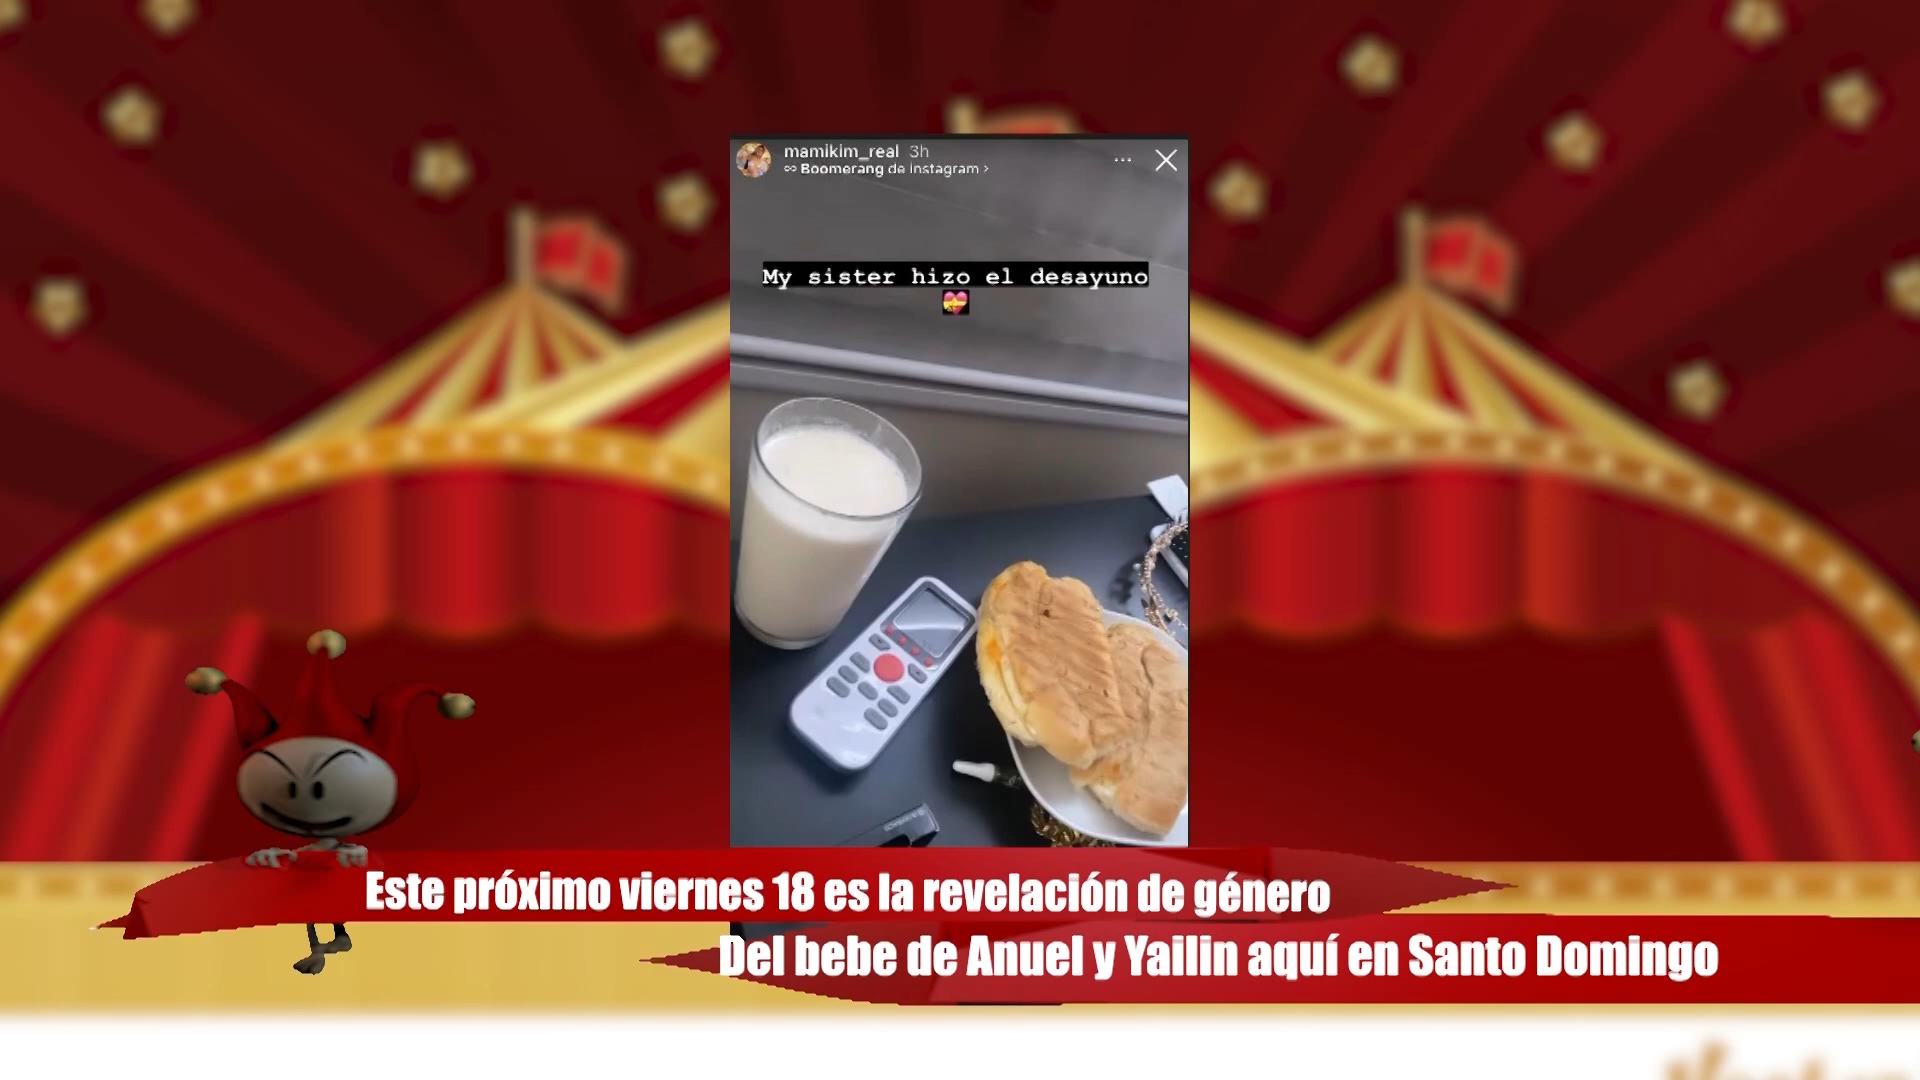 mamikim_real 3h
Boomerang de instagram >
My sister hizo el desayuno
Este próximo viernes 18 es la revelación de género
Del bebe de Anuel y Yailin aquí en Santo Domingo